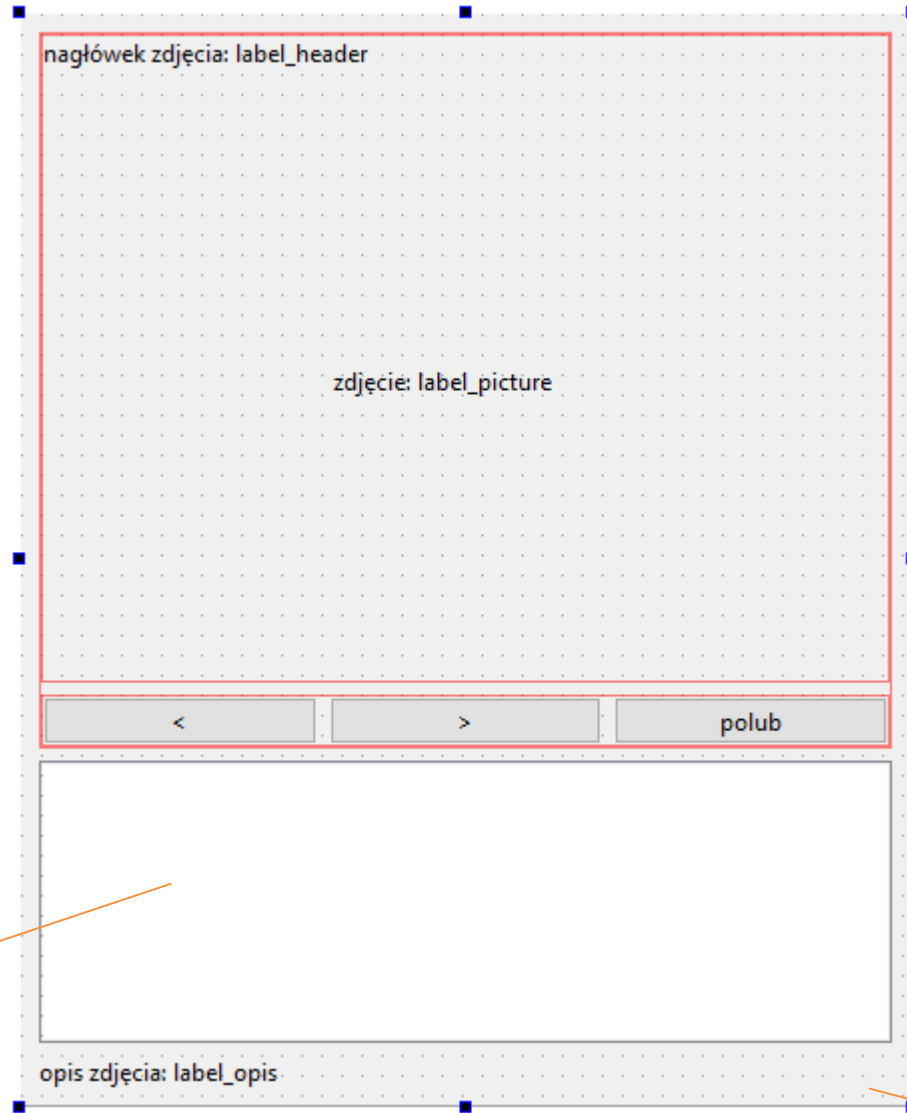 nagłówek zdjęcia: label_header
zdjęcie: label_picture
< > polub
opis zdjęcia: label_opis